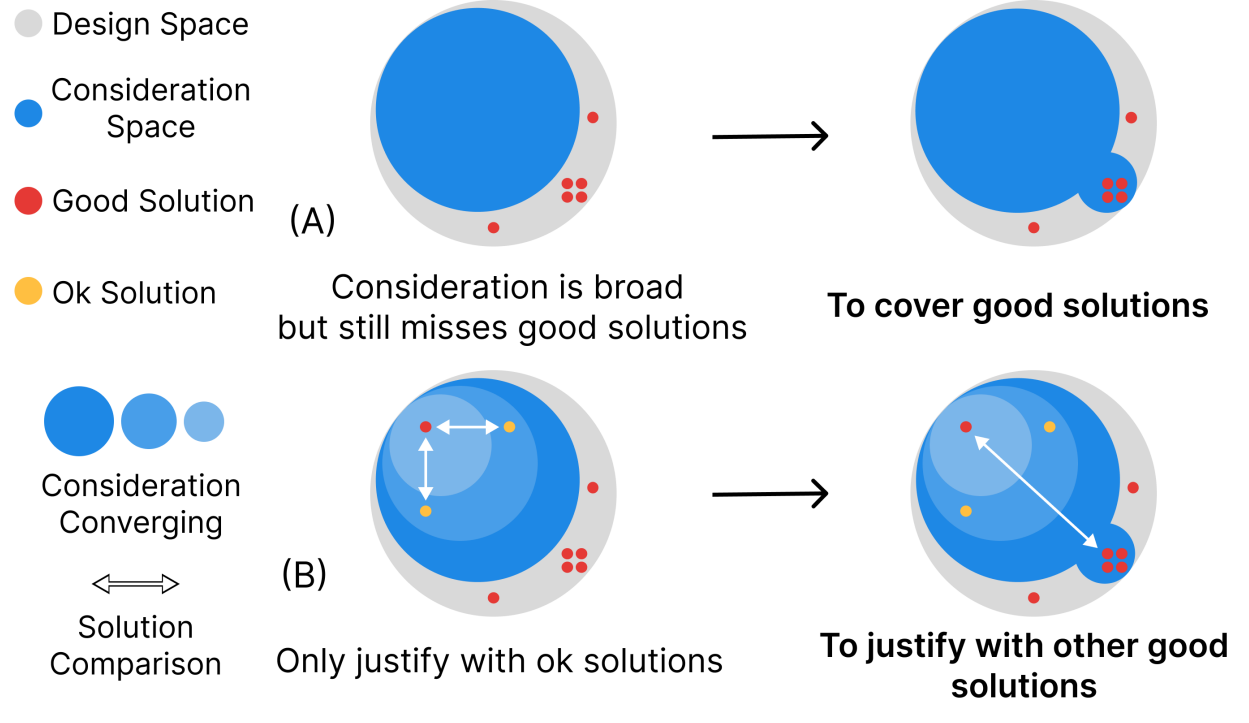 Design Space
Consideration
Space
Good Solution
Ok Solution
(A)
Consideration is broad
but still misses good solutions
To cover good solutions
Consideration
Converging
Solution
Comparison
(B)
Only justify with ok solutions
To justify with other good
solutions